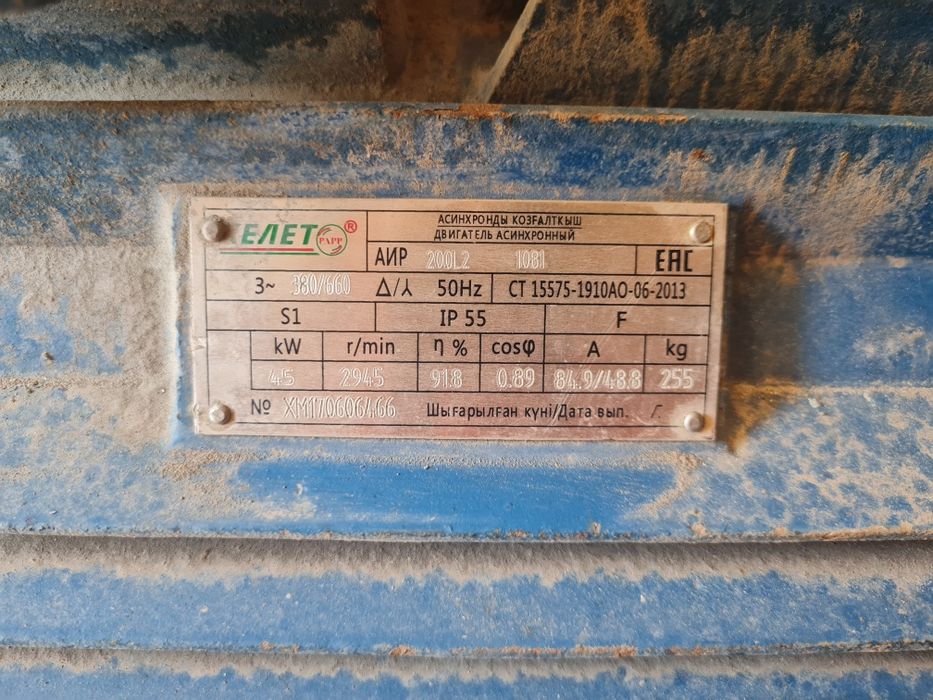 ЕЛЕТ PAPP ®
АСИНХРОНДЫ КОЗҒАЛТКЫШ
ДВИГАТЕЛЬ АСИНХРОННЫЙ
АИР 200L2 1081 ЕАС
3~ 380/660 Δ/⅄ 50Hz СТ 15575-1910АО-06-2013
S1 IP 55 F
kW r/min η % cosφ A kg
45 2945 91.8 0.89 84.9/48.8 255
№ XM170606466 Шығарылған күні/Дата вып. г.